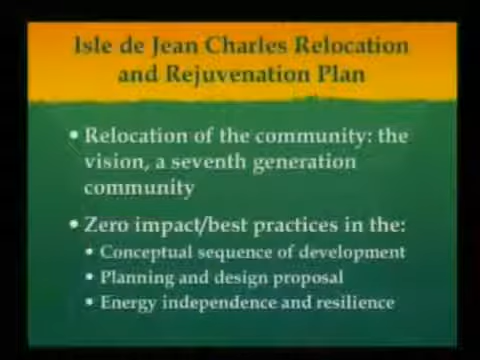 Isle de Jean Charles Relocation
and Rejuvenation Plan
• Relocation of the community: the
vision, a seventh generation
community
• Zero impact/best practices in the:
• Conceptual sequence of development
• Planning and design proposal
• Energy independence and resilience